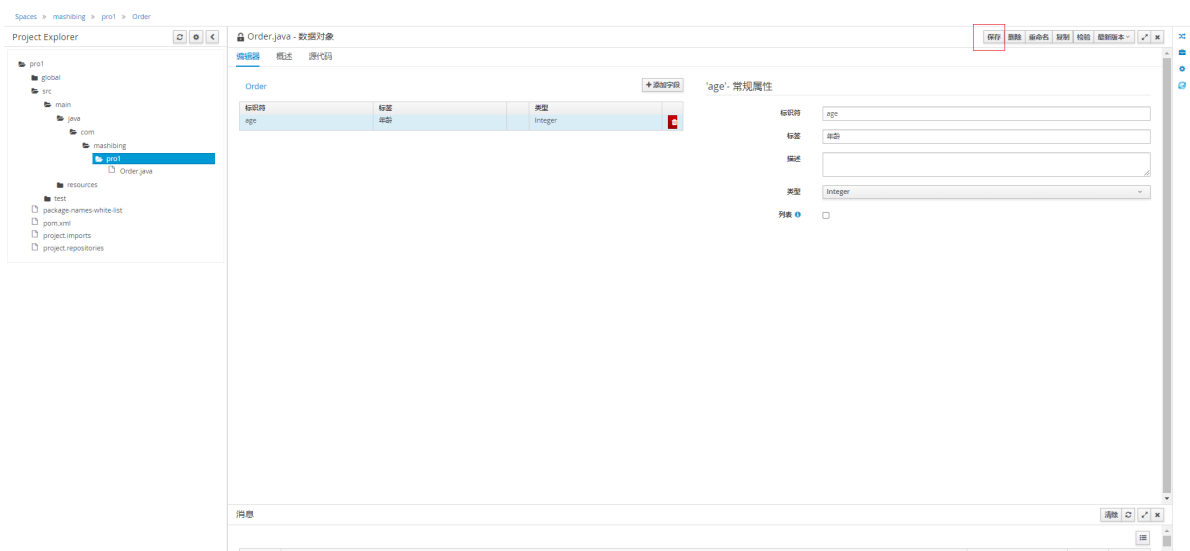 Spaces » mashibing » pro1 » Order
Project Explorer
pro1
global
src
main
java
com
mashibing
pro1
Order.java
resources
test
package-names-white-list
pom.xml
project.imports
project.repositories
Order.java - 数据对象
保存 删除 重命名 复制 检验 最新版本
编辑器 概述 源代码
Order
+添加字段
标识符 标签 类型
age 年龄 Integer
'age'- 常规属性
标识符 age
标签 年龄
描述
类型 Integer
列表
消息
清除